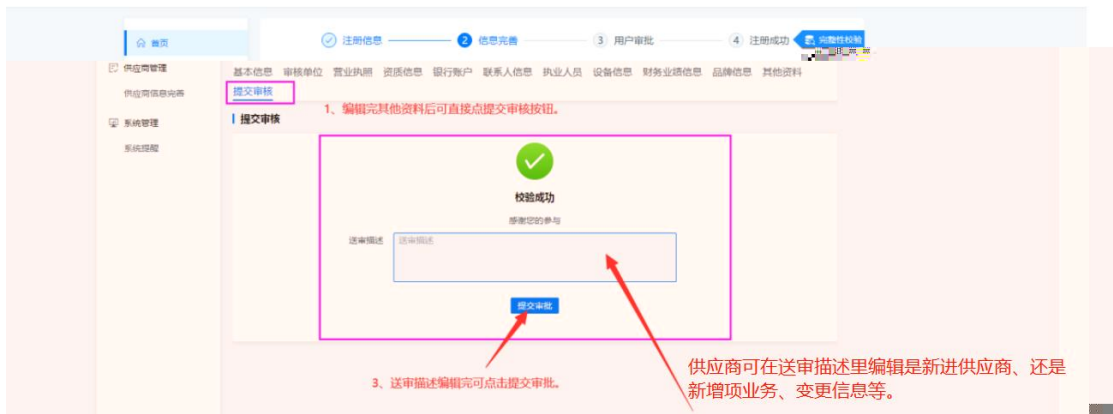 首页
注册信息
2 信息完善
3 用户审批
4 注册成功
完整性校验
供应商管理
供应商信息完善
系统管理
系统提醒
基本信息 审核单位 营业执照 资质信息 银行账户 联系人信息 执业人员 设备信息 财务业绩信息 品牌信息 其他资料
提交审核
1、编辑完其他资料后可直接点提交审核按钮。
提交审核
校验成功
感谢您的参与
送审描述
送审描述
提交审批
3、送审描述编辑完可点击提交审批。
供应商可在送审描述里编辑是新进供应商、还是
新增项业务、变更信息等。